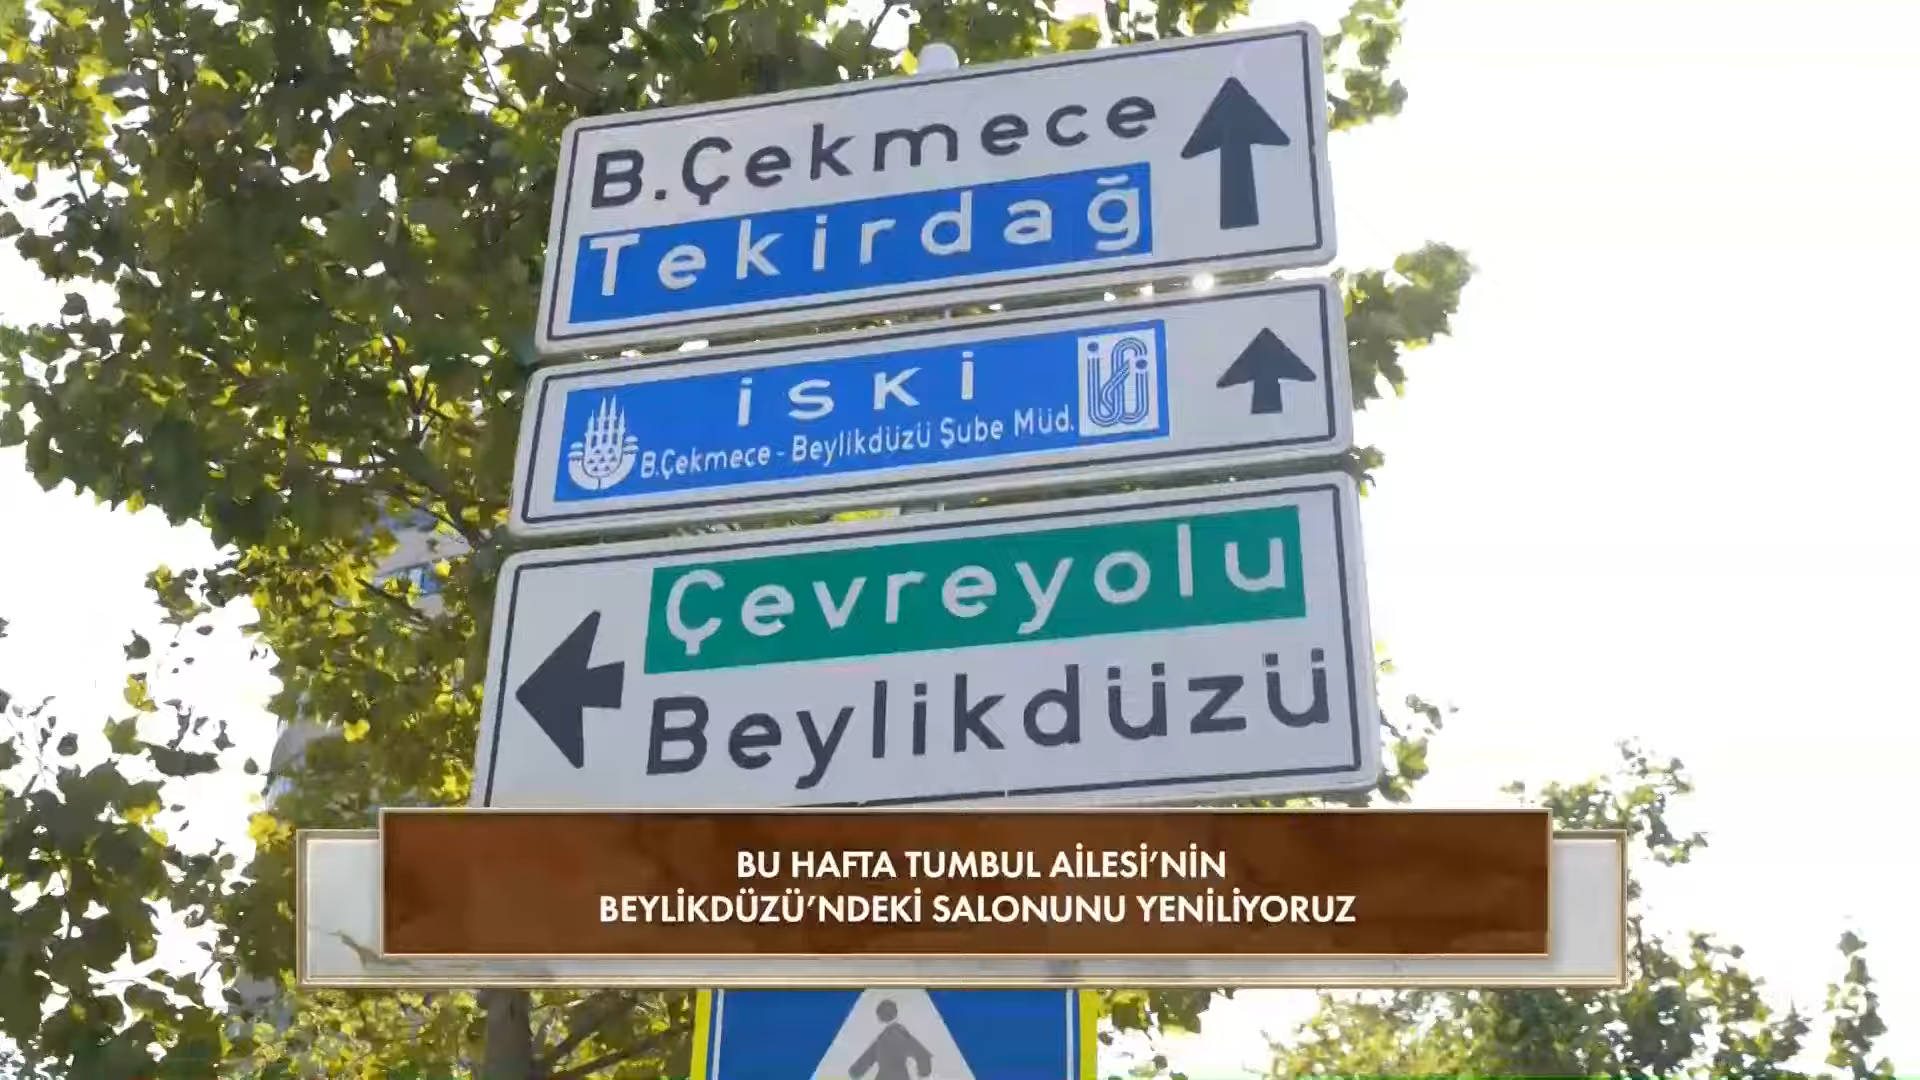 B.Çekmece
Tekirdağ
İSKİ
B.Çekmece - Beylikdüzü Şube Müd.
Çevreyolu
Beylikdüzü
BU HAFTA TUMBUL AİLESİ'NİN
BEYLİKDÜZÜ'NDEKİ SALONUNU YENİLİYORUZ